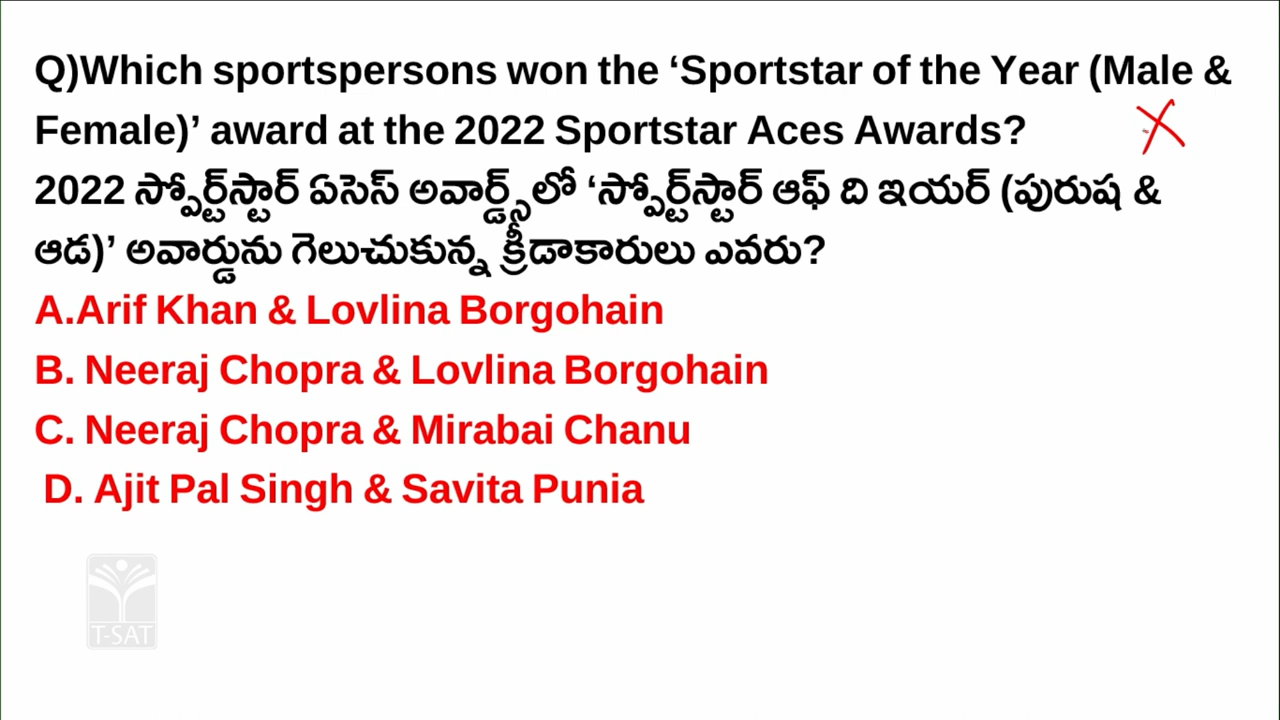 Q)Which sportspersons won the ‘Sportstar of the Year (Male &
Female)’ award at the 2022 Sportstar Aces Awards?
2022 స్పోర్ట్‌స్టార్ ఏసెస్ అవార్డ్స్‌లో ‘స్పోర్ట్‌స్టార్ ఆఫ్ ది ఇయర్ (పురుష &
ఆడ)’ అవార్డును గెలుచుకున్న క్రీడాకారులు ఎవరు?
A.Arif Khan & Lovlina Borgohain
B. Neeraj Chopra & Lovlina Borgohain
C. Neeraj Chopra & Mirabai Chanu
D. Ajit Pal Singh & Savita Punia
T-SAT